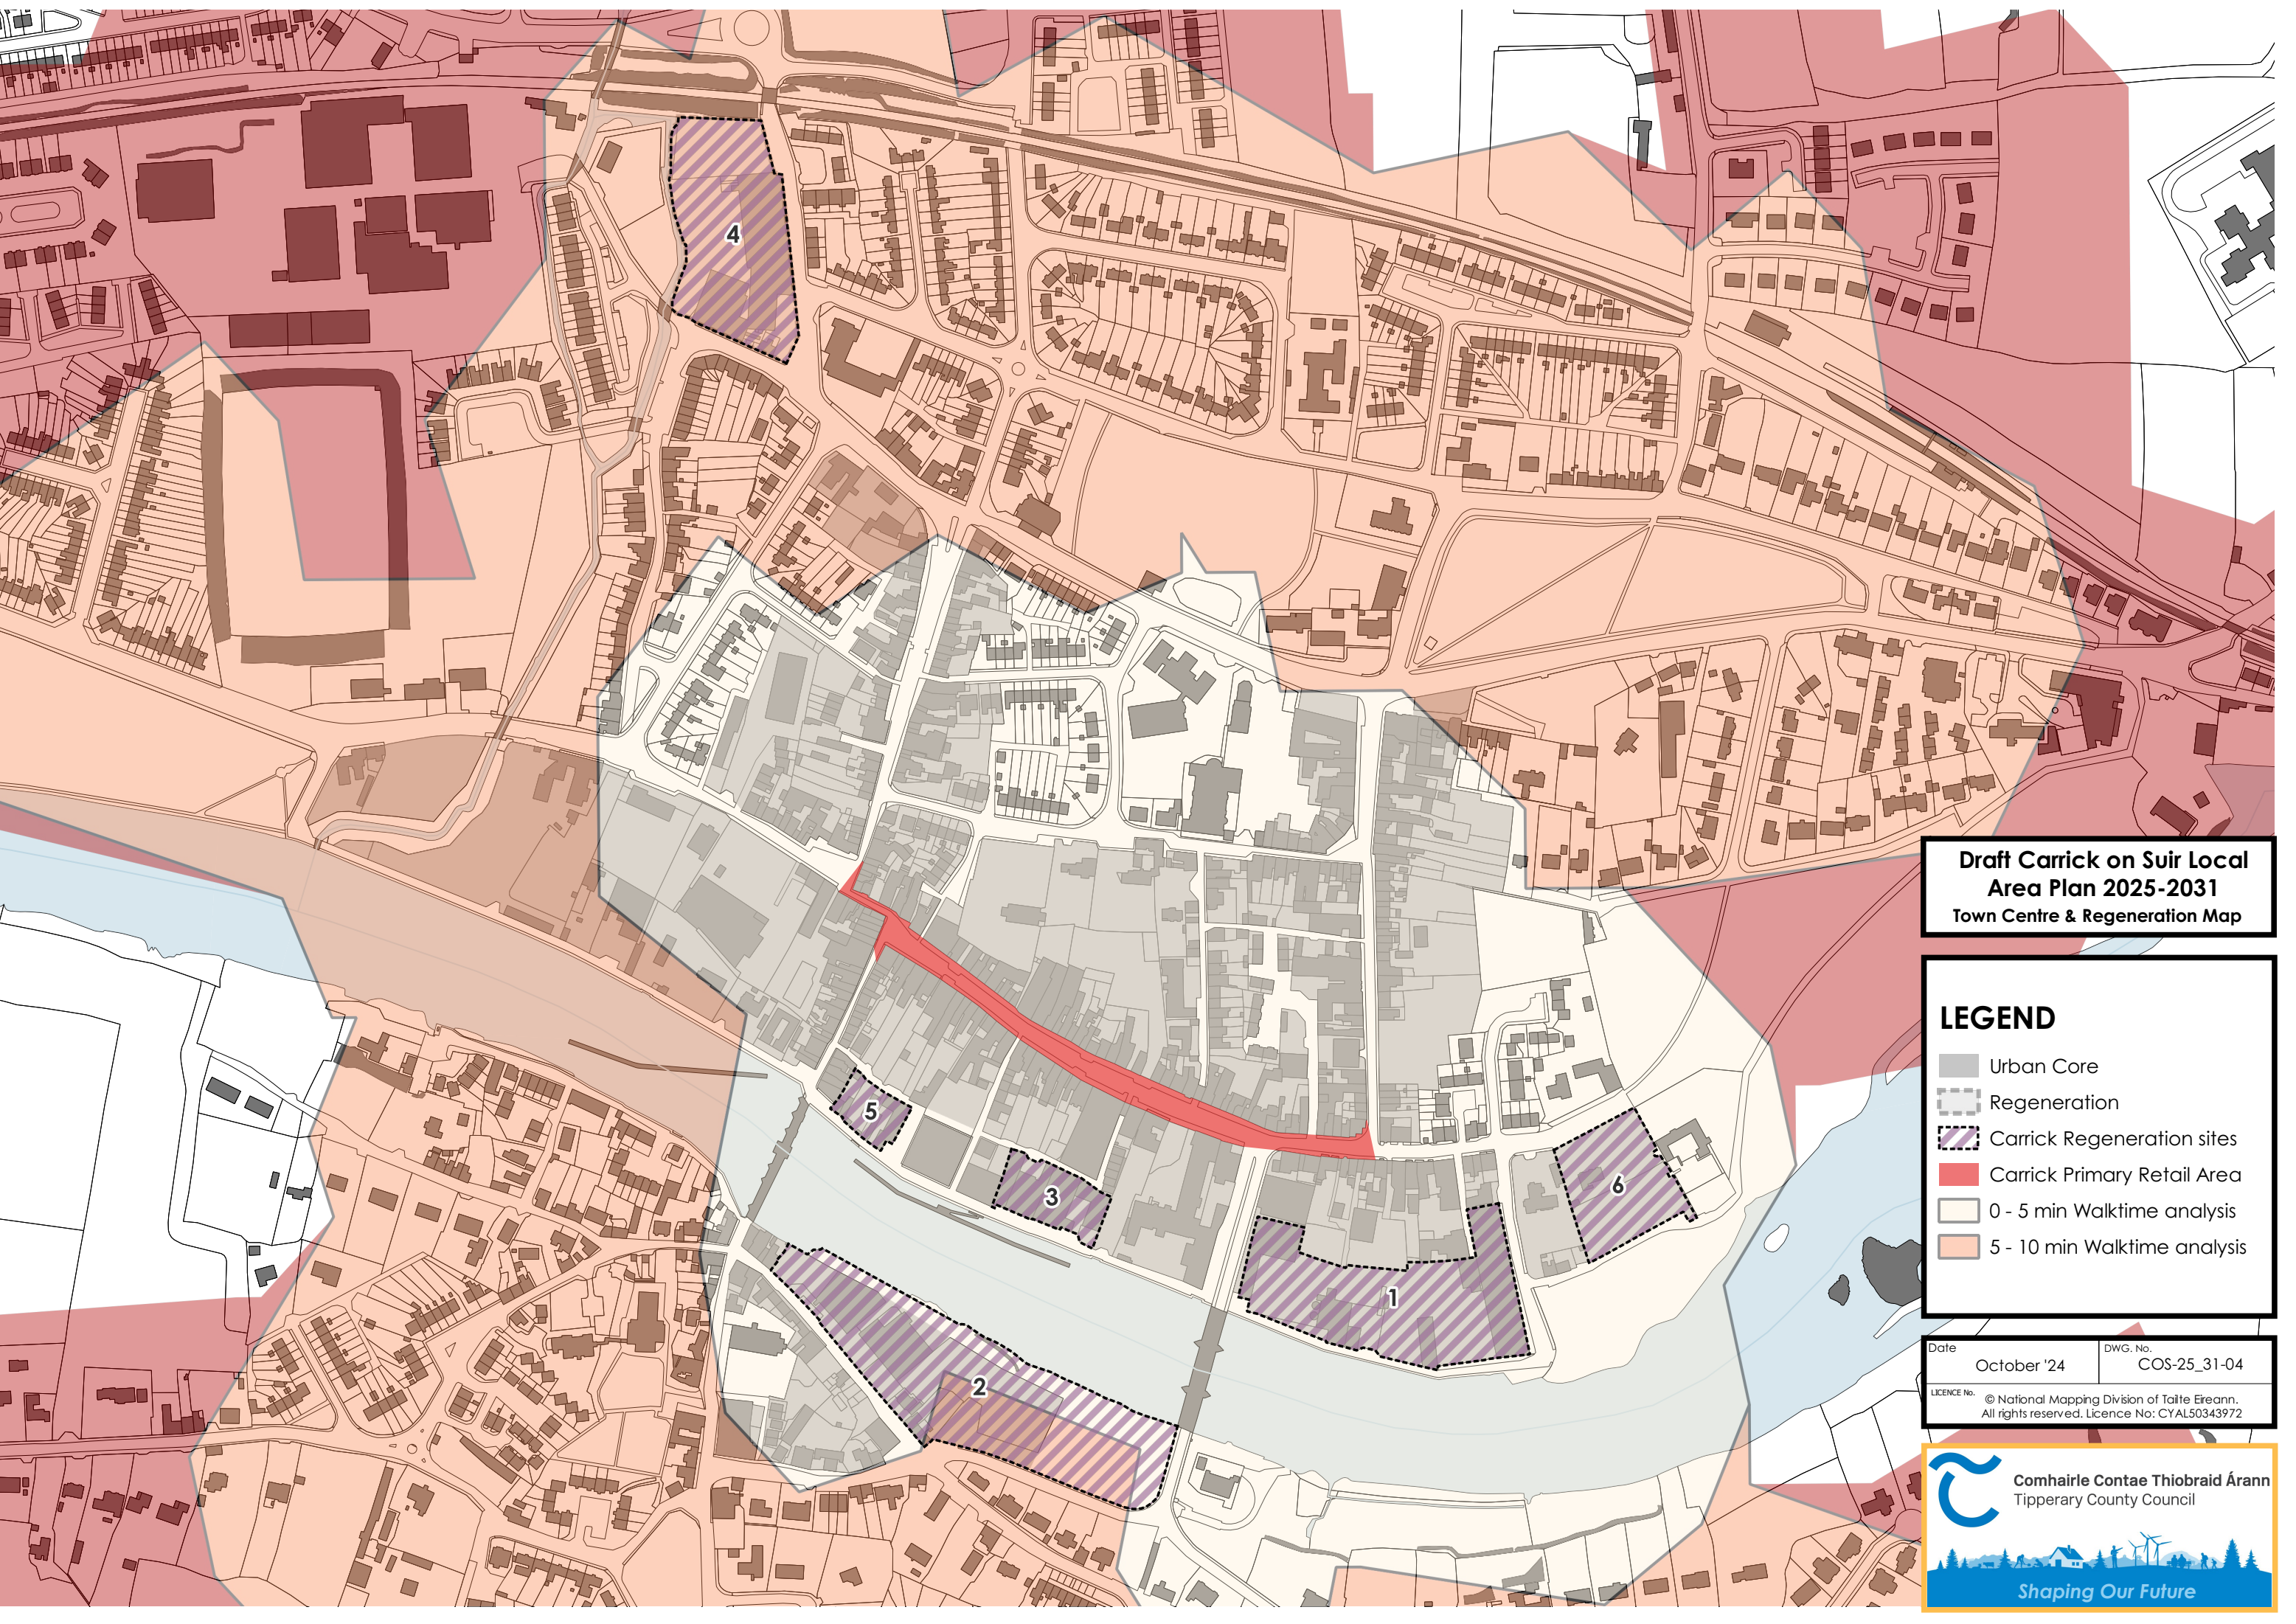 4
5
3
6
1
2
Draft Carrick on Suir Local
Area Plan 2025-2031
Town Centre & Regeneration Map
LEGEND
Urban Core
Regeneration
Carrick Regeneration sites
Carrick Primary Retail Area
0 - 5 min Walktime analysis
5 - 10 min Walktime analysis
Date
October '24
DWG. No.
COS-25_31-04
LICENCE No.
© National Mapping Division of Tailte Eireann.
All rights reserved. Licence No: CYAL50343972
Comhairle Contae Thiobraid Árann
Tipperary County Council
Shaping Our Future